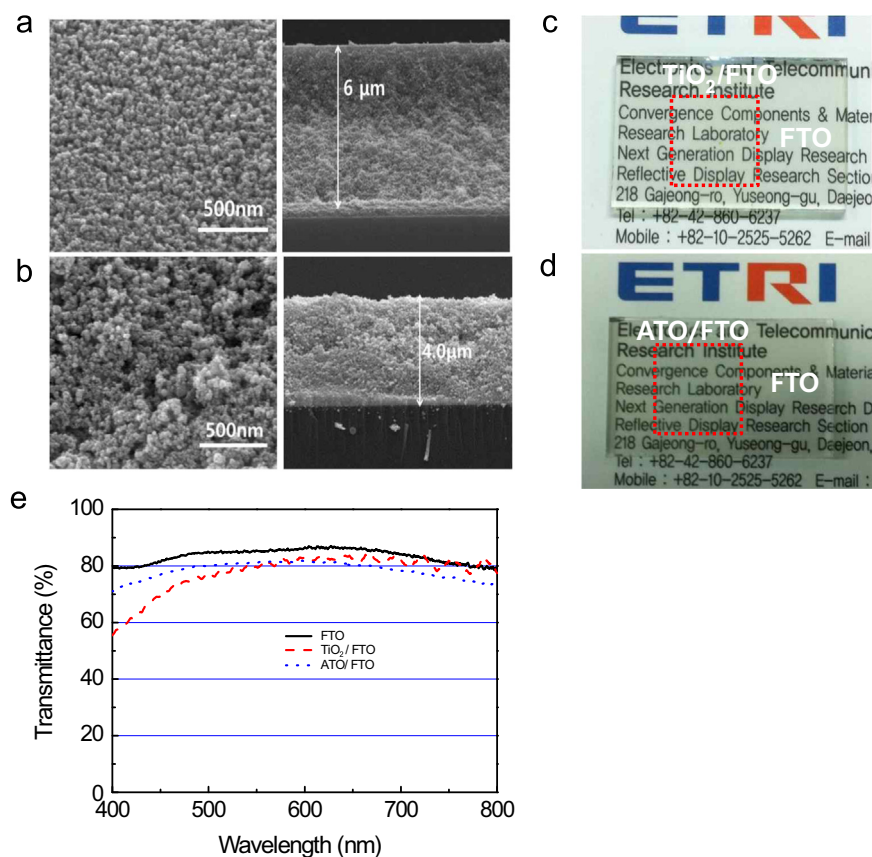 a
500nm
6 μm
b
500nm
4.0μm
c
ETRI
Electronics and Telecommun
TiO2/FTO
Research Institute
Convergence Components & Mater
Research Laboratory
FTO
Next Generation Display Research
Reflective Display Research Section
218 Gajeong-ro, Yuseong-gu, Daejeo
Tel : +82-42-860-6237
Mobile : +82-10-2525-5262 E-mail
d
ETRI
Telecommunic
ATO/FTO
Research Institute
Convergence Components & Materia
Research Laboratory
FTO
Next Generation Display Research D
Reflective Display Research Section
218 Gajeong-ro, Yuseong-gu, Daejeon,
Tel : +82-42-860-6237
Mobile : +82-10-2525-5262 E-mail :
e
Transmittance (%)
100
80
60
40
20
0
FTO
TiO2 / FTO
ATO/ FTO
400
500
600
700
800
Wavelength (nm)